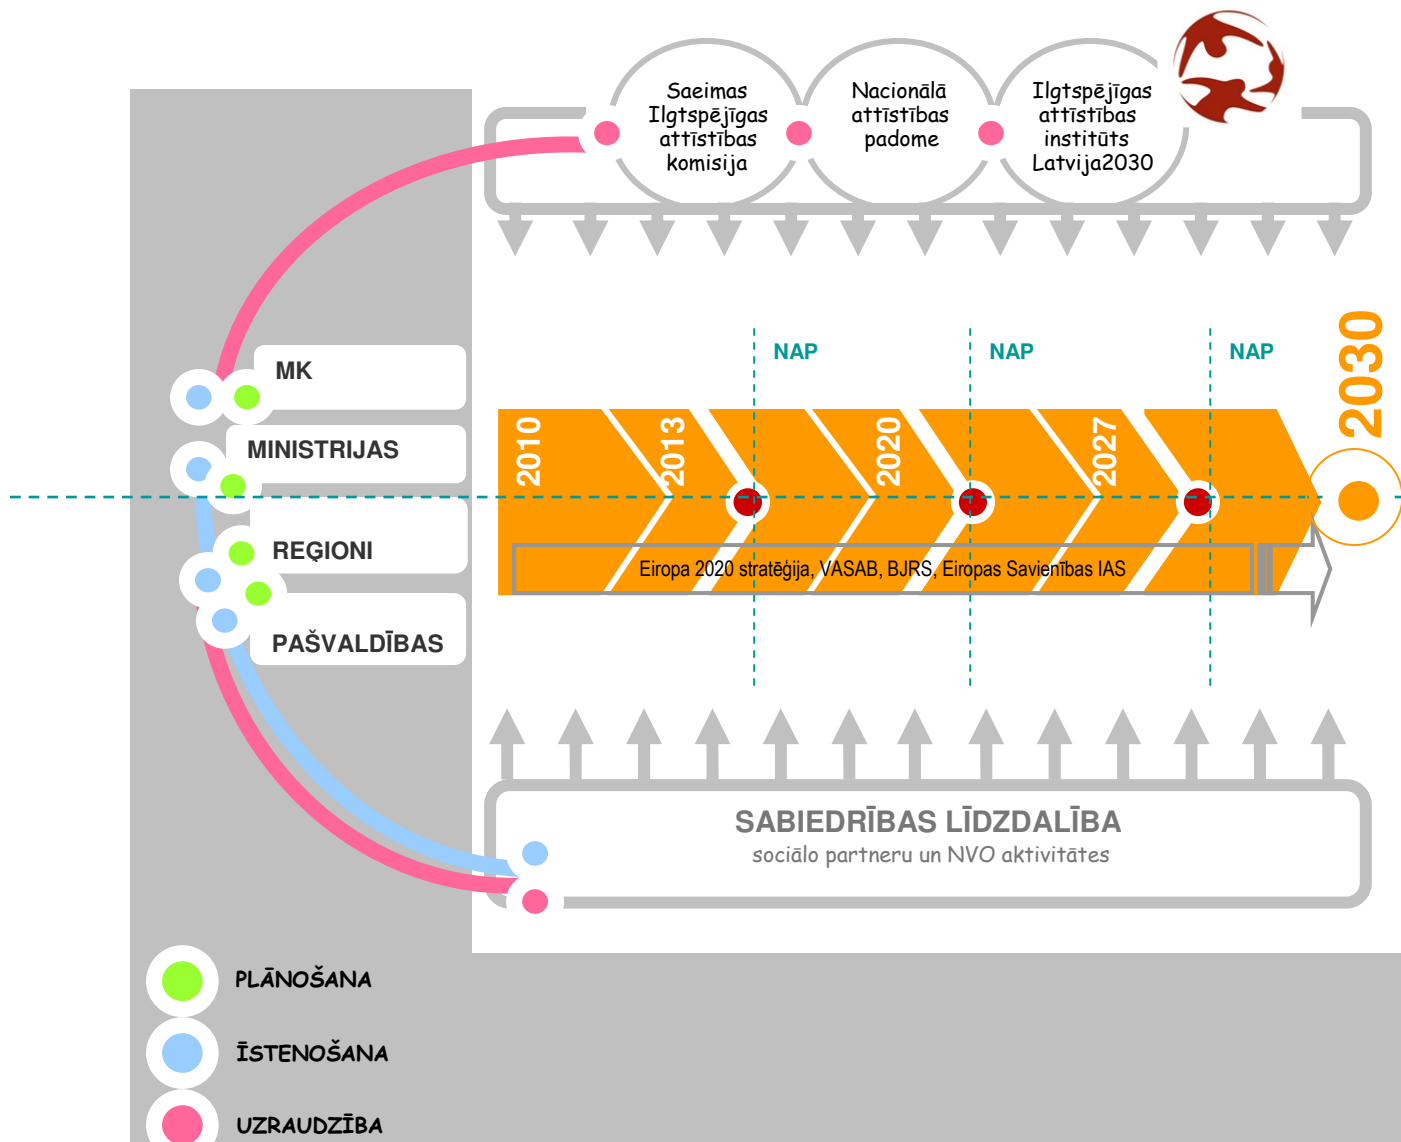 Saeimas
Ilgtspējīgas
attīstības
komisija
Nacionālā
attīstības
padome
Ilgtspējīgas
attīstības
institūts
Latvija2030
MK
MINISTRIJAS
REĢIONI
PAŠVALDĪBAS
NAP
NAP
NAP
2010
2013
2020
2027
2030
Eiropa 2020 stratēģija, VASAB, BJRS, Eiropas Savienības IAS
SABIEDRĪBAS LĪDZDALĪBA
sociālo partneru un NVO aktivitātes
PLĀNOŠANA
ĪSTENOŠANA
UZRAUDZĪBA